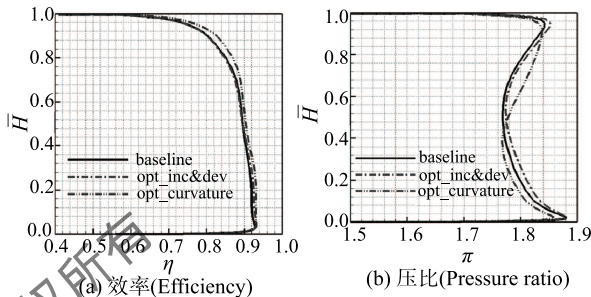 1.0
0.8
0.6
0.4
0.2
0.0
H̅
baseline
opt_inc&dev
opt_curvature
0.4 0.5 0.6 0.7 0.8 0.9 1.0
η
(a) 效率(Efficiency)
1.0
0.8
0.6
0.4
0.2
0.0
H̅
baseline
opt_inc&dev
opt_curvature
1.5 1.6 1.7 1.8 1.9
π
(b) 压比(Pressure ratio)
所有